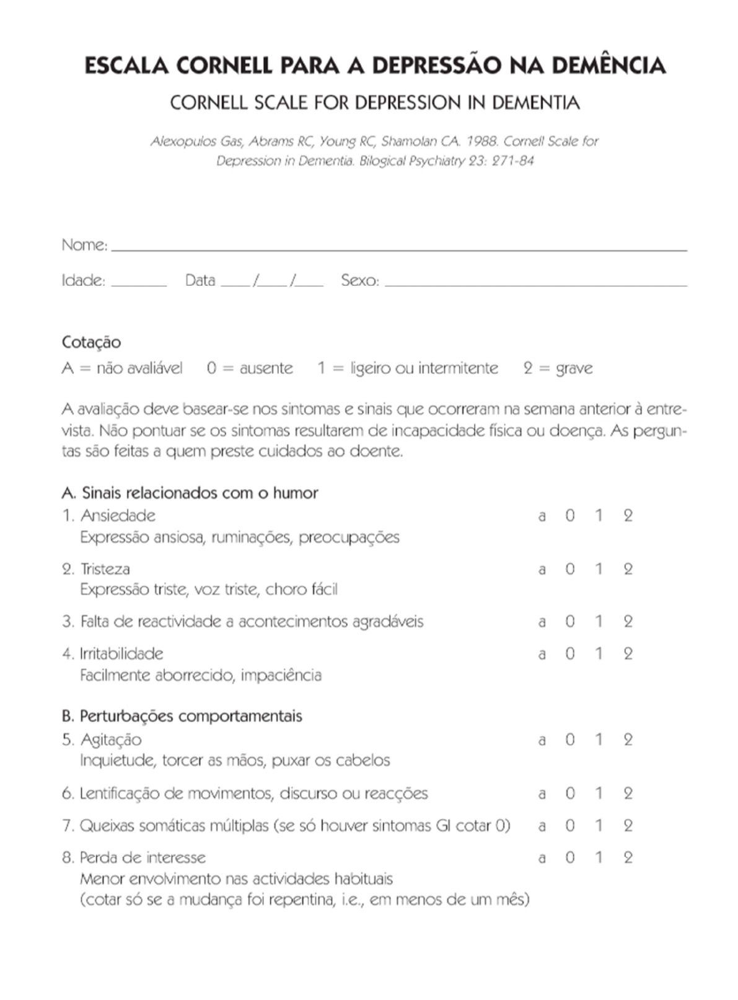 ESCALA CORNELL PARA A DEPRESSÃO NA DEMÊNCIA
CORNELL SCALE FOR DEPRESSION IN DEMENTIA
Alexopulos Gas, Abrams RC, Young RC, Shamolan CA. 1988. Cornell Scale for
Depression in Dementia. Bilogical Psychiatry 23: 271-84
Nome: ______
Idade: ______ Data ___/___/___ Sexo: ______
Cotação
A = não avaliável 0 = ausente 1 = ligeiro ou intermitente 2 = grave
A avaliação deve basear-se nos sintomas e sinais que ocorreram na semana anterior à entre-
vista. Não pontuar se os sintomas resultarem de incapacidade física ou doença. As pergun-
tas são feitas a quem preste cuidados ao doente.
A. Sinais relacionados com o humor
1. Ansiedade a 0 1 2
Expressão ansiosa, ruminações, preocupações
2. Tristeza a 0 1 2
Expressão triste, voz triste, choro fácil
3. Falta de reactividade a acontecimentos agradáveis a 0 1 2
4. Irritabilidade a 0 1 2
Facilmente aborrecido, impaciência
B. Perturbações comportamentais
5. Agitação a 0 1 2
Inquietude, torcer as mãos, puxar os cabelos
6. Lentificação de movimentos, discurso ou reacções a 0 1 2
7. Queixas somáticas múltiplas (se só houver sintomas GI cotar 0) a 0 1 2
8. Perda de interesse a 0 1 2
Menor envolvimento nas actividades habituais
(cotar só se a mudança foi repentina, i.e., em menos de um mês)